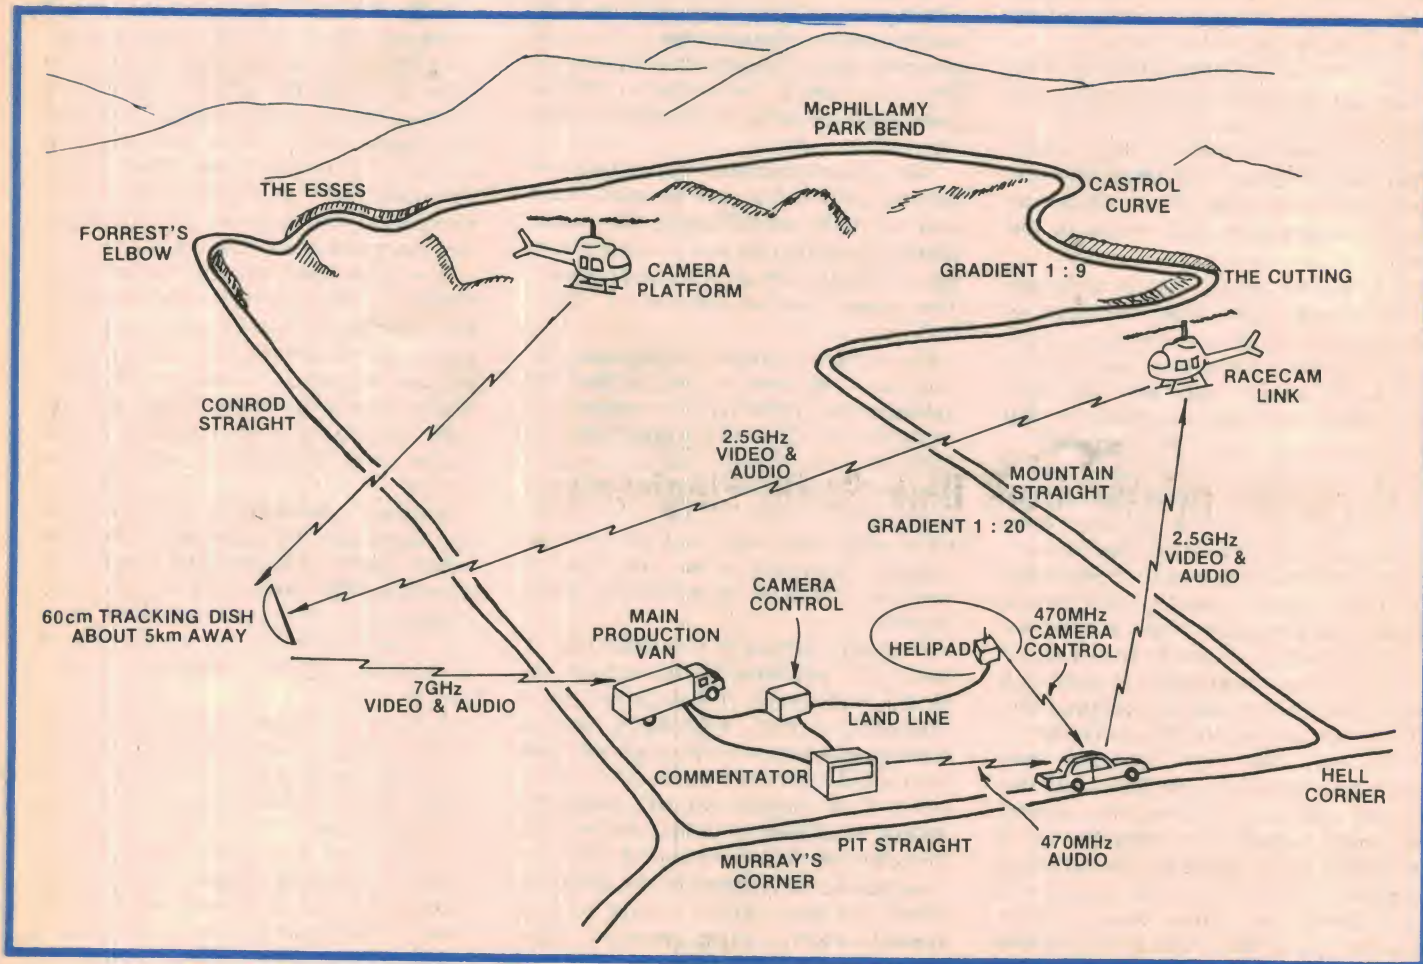 McPHILLAMY
PARK BEND
THE ESSES
CASTROL
CURVE
FORREST'S
ELBOW
CAMERA
PLATFORM
GRADIENT 1 : 9
THE CUTTING
RACECAM
LINK
CONROD
STRAIGHT
2.5GHz
VIDEO &
AUDIO
MOUNTAIN
STRAIGHT
GRADIENT 1 : 20
2.5GHz
VIDEO &
AUDIO
60cm TRACKING DISH
ABOUT 5km AWAY
MAIN
PRODUCTION
VAN
CAMERA
CONTROL
HELIPAD
470MHz
CAMERA
CONTROL
7GHz
VIDEO & AUDIO
LAND LINE
COMMENTATOR
HELL
CORNER
PIT STRAIGHT
470MHz
AUDIO
MURRAY'S
CORNER